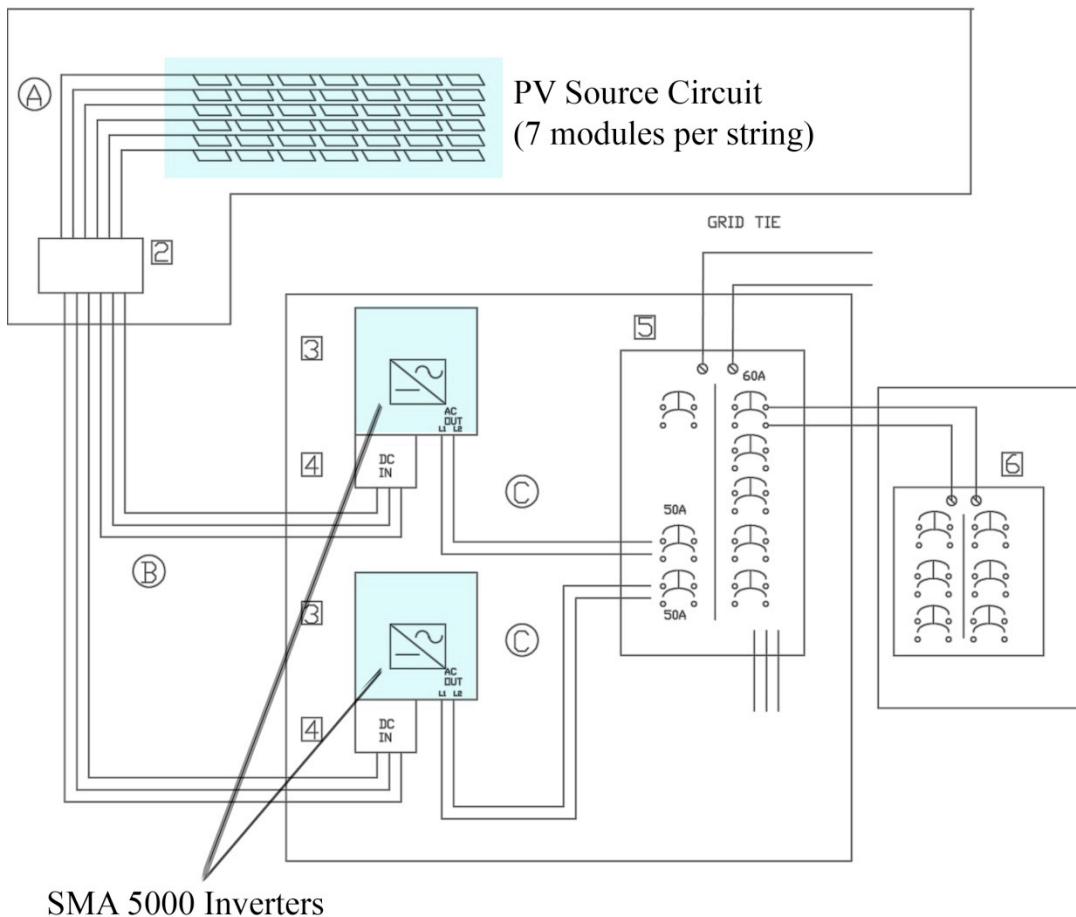 A
PV Source Circuit
(7 modules per string)
GRID TIE
2
3
5
60A
AC
OUT
L1 L2
4
DC
IN
6
C
50A
B
3
C
50A
AC
OUT
L1 L2
4
DC
IN
SMA 5000 Inverters